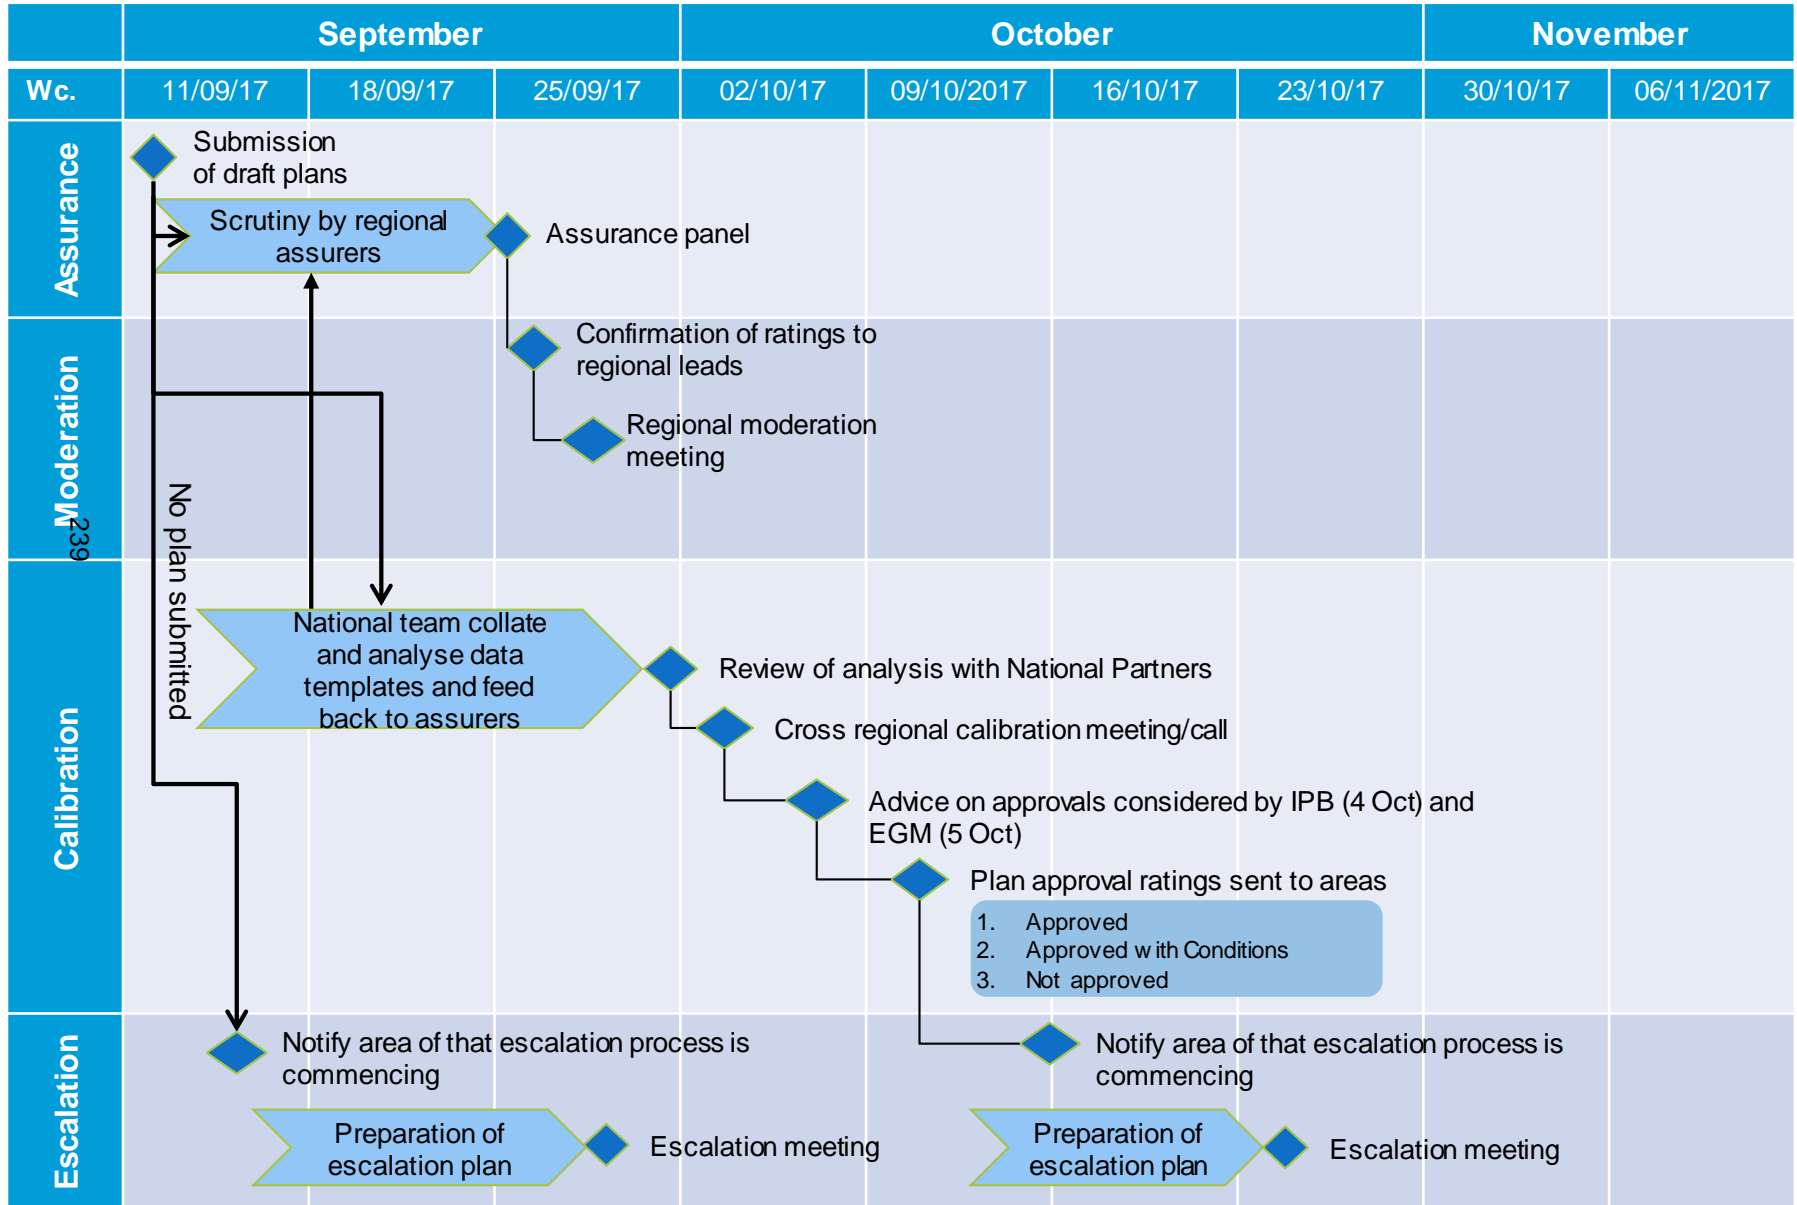 September
October
November
Wc.
11/09/17
18/09/17
25/09/17
02/10/17
09/10/2017
16/10/17
23/10/17
30/10/17
06/11/2017
Assurance
Submission
of draft plans
Scrutiny by regional
assurers
Assurance panel
Moderation
239
Confirmation of ratings to
regional leads
Regional moderation
meeting
No plan submitted
Calibration
National team collate
and analyse data
templates and feed
back to assurers
Review of analysis with National Partners
Cross regional calibration meeting/call
Advice on approvals considered by IPB (4 Oct) and
EGM (5 Oct)
Plan approval ratings sent to areas
1. Approved
2. Approved with Conditions
3. Not approved
Escalation
Notify area of that escalation process is
commencing
Preparation of
escalation plan
Escalation meeting
Notify area of that escalation process is
commencing
Preparation of
escalation plan
Escalation meeting